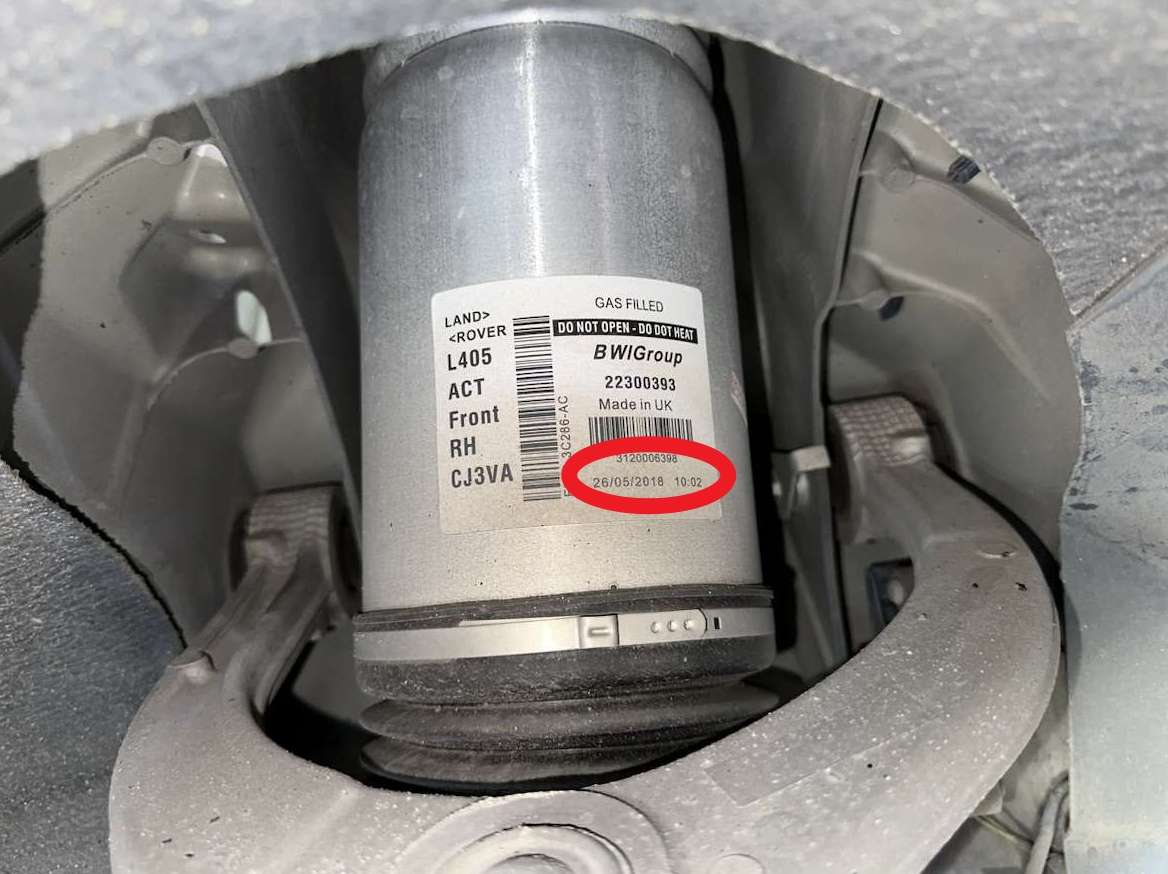 LAND>
<ROVER
L405
ACT
Front
RH
CJ3VA
3C286-AC
GAS FILLED
DO NOT OPEN - DO DOT HEAT
BWIGroup
22300393
Made in UK
3120006398
26/05/2018 10:02